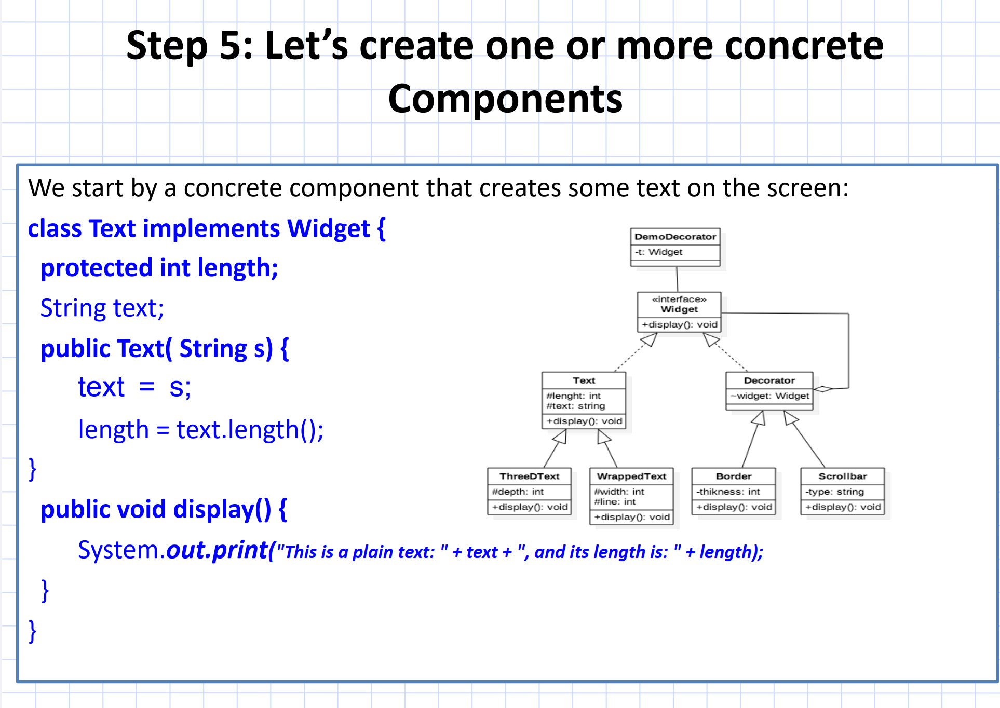 Step 5: Let’s create one or more concrete
Components
We start by a concrete component that creates some text on the screen:
class Text implements Widget {
protected int length;
String text;
public Text( String s) {
text = s;
length = text.length();
}
public void display() {
System.out.print("This is a plain text: " + text + ", and its length is: " + length);
}
}
DemoDecorator
-t: Widget
«interface»
Widget
+display(): void
Text
#lenght: int
#text: string
+display(): void
Decorator
~widget: Widget
ThreeDText
#depth: int
+display(): void
WrappedText
#width: int
#line: int
+display(): void
Border
-thikness: int
+display(): void
Scrollbar
-type: string
+display(): void